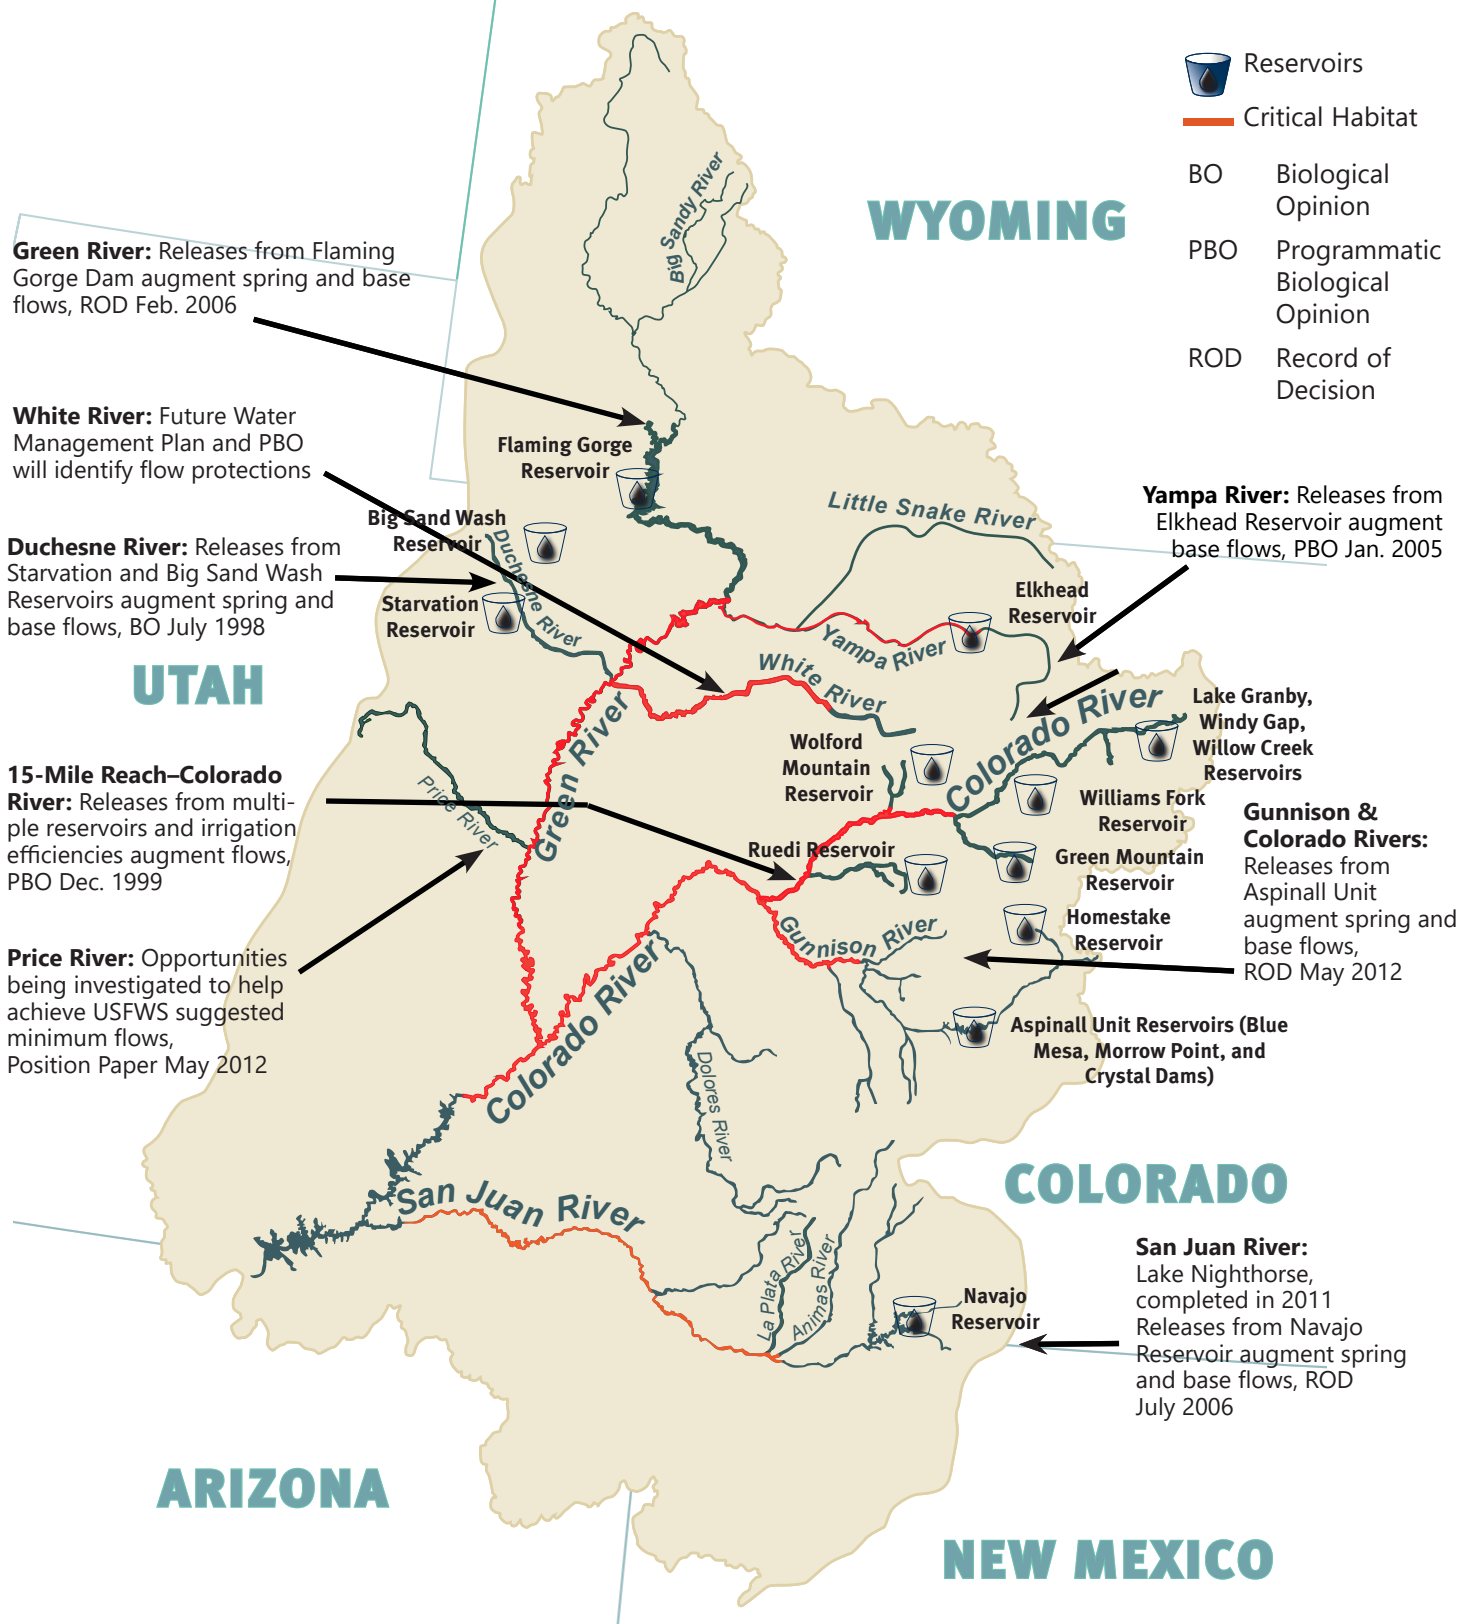 Reservoirs
Critical Habitat
BO Biological
Opinion
PBO Programmatic
Biological
Opinion
ROD Record of
Decision
WYOMING
Big Sandy River
Green River: Releases from Flaming
Gorge Dam augment spring and base
flows, ROD Feb. 2006
White River: Future Water
Management Plan and PBO
will identify flow protections
Duchesne River: Releases from
Starvation and Big Sand Wash
Reservoirs augment spring and
base flows, BO July 1998
UTAH
15-Mile Reach–Colorado
River: Releases from multi-
ple reservoirs and irrigation
efficiencies augment flows,
PBO Dec. 1999
Price River: Opportunities
being investigated to help
achieve USFWS suggested
minimum flows,
Position Paper May 2012
Flaming Gorge
Reservoir
Big Sand Wash
Reservoir
Duchesne River
Starvation
Reservoir
Little Snake River
Yampa River: Releases from
Elkhead Reservoir augment
base flows, PBO Jan. 2005
Elkhead
Reservoir
Yampa River
White River
Green River
Price River
Colorado River
Lake Granby,
Windy Gap,
Willow Creek
Reservoirs
Wolford
Mountain
Reservoir
Williams Fork
Reservoir
Ruedi Reservoir
Green Mountain
Reservoir
Gunnison &
Colorado Rivers:
Releases from
Aspinall Unit
augment spring and
base flows,
ROD May 2012
Gunnison River
Homestake
Reservoir
Aspinall Unit Reservoirs (Blue
Mesa, Morrow Point, and
Crystal Dams)
Colorado River
Dolores River
COLORADO
San Juan River
La Plata River
Animas River
Navajo
Reservoir
San Juan River:
Lake Nighthorse,
completed in 2011
Releases from Navajo
Reservoir augment spring
and base flows, ROD
July 2006
ARIZONA
NEW MEXICO